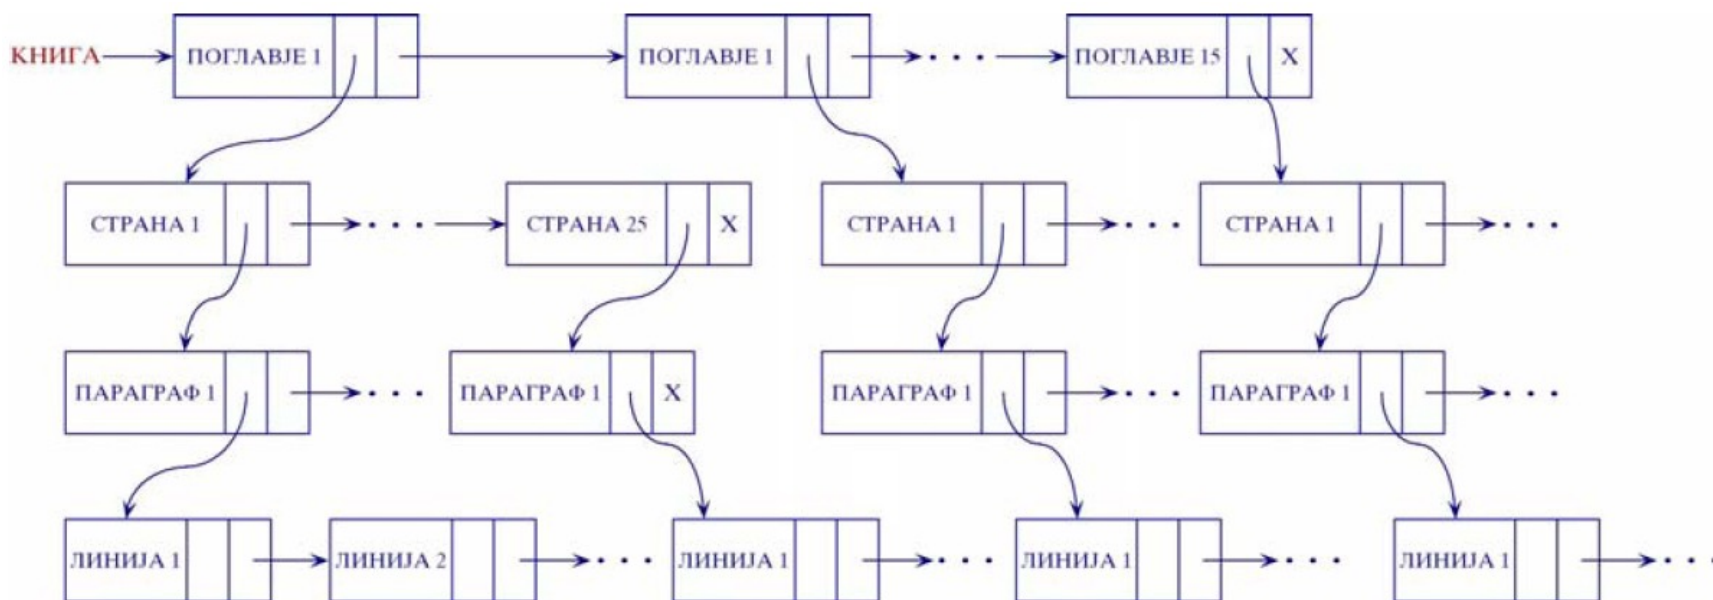 КНИГА ПОГЛАВЈЕ 1 ПОГЛАВЈЕ 1 . . . ПОГЛАВЈЕ 15 X
СТРАНА 1 . . . СТРАНА 25 X СТРАНА 1 . . . СТРАНА 1 . . .
ПАРАГРАФ 1 . . . ПАРАГРАФ 1 X ПАРАГРАФ 1 . . . ПАРАГРАФ 1 . . .
ЛИНИЈА 1 ЛИНИЈА 2 . . . ЛИНИЈА 1 . . . ЛИНИЈА 1 . . . ЛИНИЈА 1 . . .